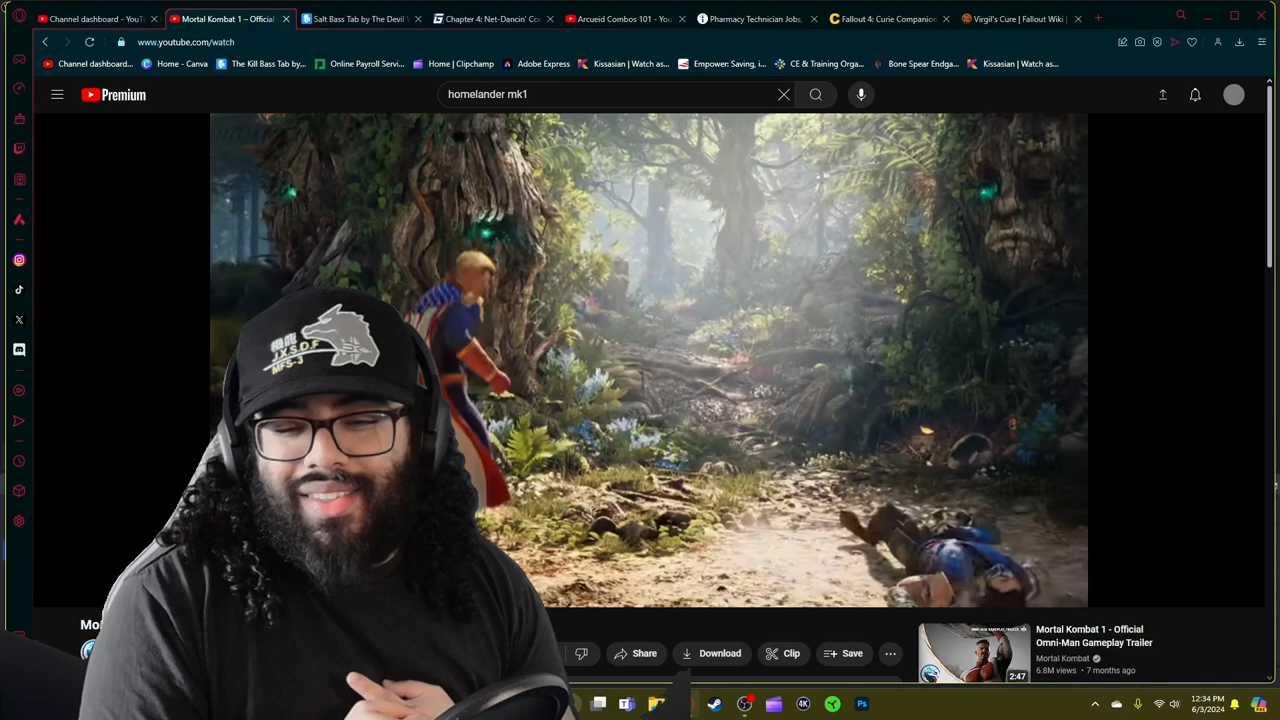 Channel dashboard - YouT
Mortal Kombat 1 – Official
Salt Bass Tab by The Devil
Chapter 4: Net-Dancin' Co
Arcueid Combos 101 - You
Pharmacy Technician Jobs,
Fallout 4: Curie Companion
Virgil's Cure | Fallout Wiki |
www.youtube.com/watch
Channel dashboard...
Home - Canva
The Kill Bass Tab by...
Online Payroll Servi...
Home | Clipchamp
Adobe Express
Kissasian | Watch as...
Empower: Saving, i...
CE & Training Orga...
Bone Spear Endga...
Kissasian | Watch as...
Premium
homelander mk1
機龍
J.X.S.D.F
MFS-J
Mo
Share
Download
Clip
Save
2:47
Mortal Kombat 1 - Official
Omni-Man Gameplay Trailer
Mortal Kombat
6.8M views • 7 months ago
4K
Ps
12:34 PM
6/3/2024